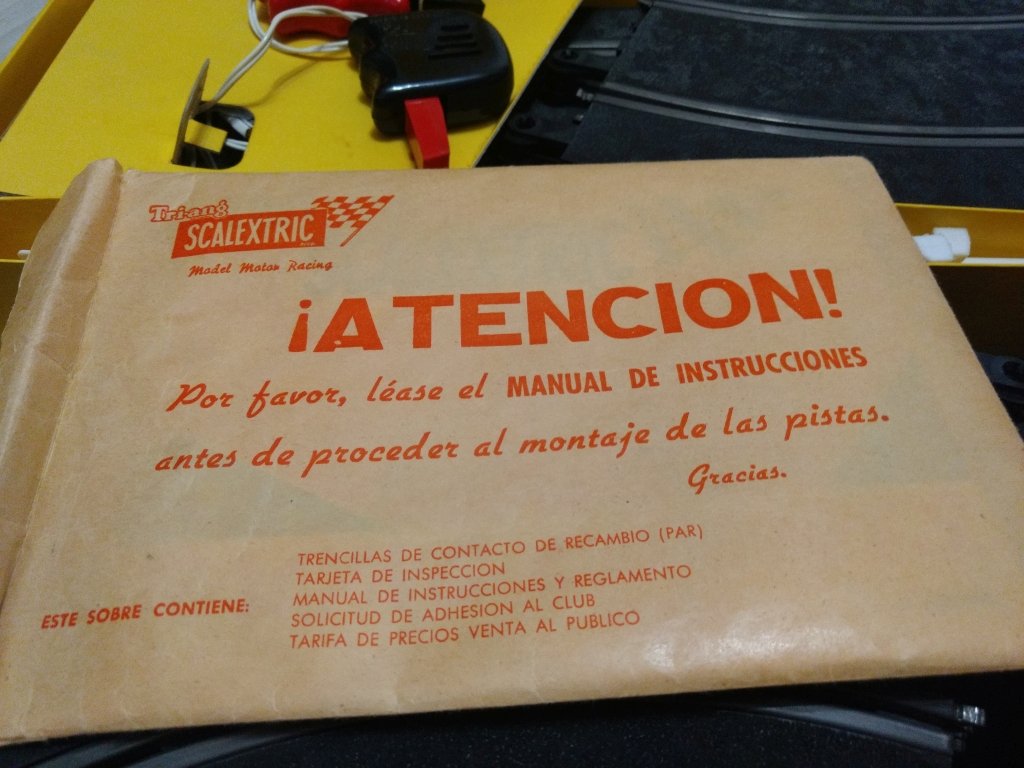 Tri-ang
SCALEXTRIC
Model Motor Racing
¡ATENCION!
Por favor, léase el MANUAL DE INSTRUCCIONES
antes de proceder al montaje de las pistas.
Gracias.
ESTE SOBRE CONTIENE:
TRENCILLAS DE CONTACTO DE RECAMBIO (PAR)
TARJETA DE INSPECCION
MANUAL DE INSTRUCCIONES Y REGLAMENTO
SOLICITUD DE ADHESION AL CLUB
TARIFA DE PRECIOS VENTA AL PUBLICO